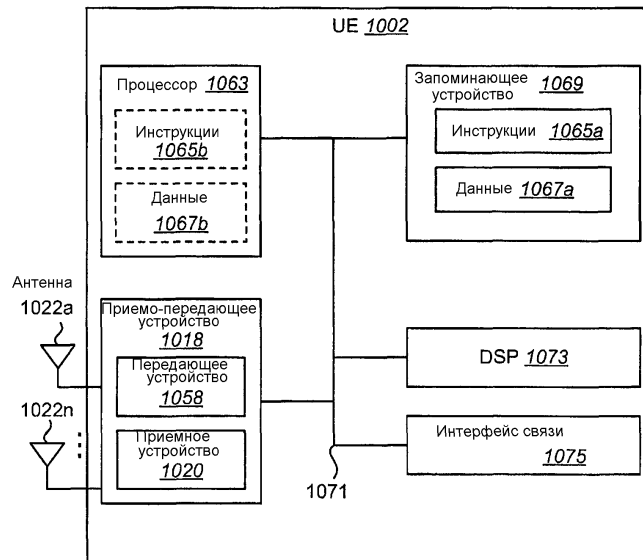 UE 1002
Процессор 1063
Инструкции
1065b
Данные
1067b
Запоминающее 1069
устройство
Инструкции 1065a
Данные 1067a
Антенна
1022a
1022n
Приемо-передающее
устройство
1018
Передающее
устройство
1058
Приемное
устройство
1020
DSP 1073
Интерфейс связи
1075
1071